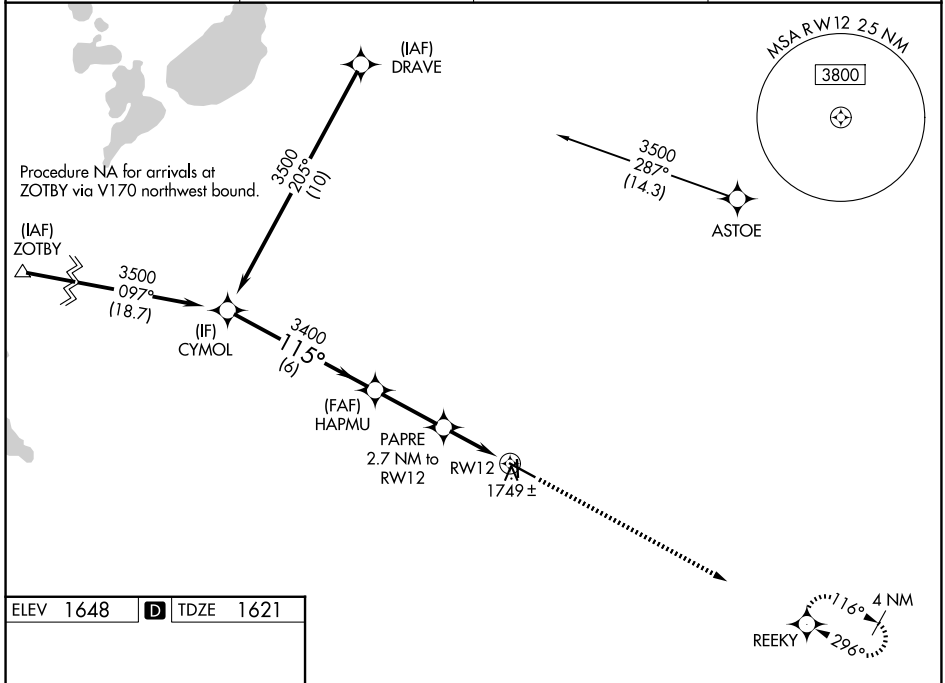 (IAF)
DRAVE
MSA RW12 25 NM
3800
3500
205°
(10)
3500
287°
(14.3)
ASTOE
Procedure NA for arrivals at
ZOTBY via V170 northwest bound.
(IAF)
ZOTBY
3500
097°
(18.7)
(IF)
CYMOL
3400
115°
(6)
(FAF)
HAPMU
PAPRE
2.7 NM to
RW12
RW12
1749 ±
ELEV 1648 D TDZE 1621
REEKY
116°
4 NM
296°